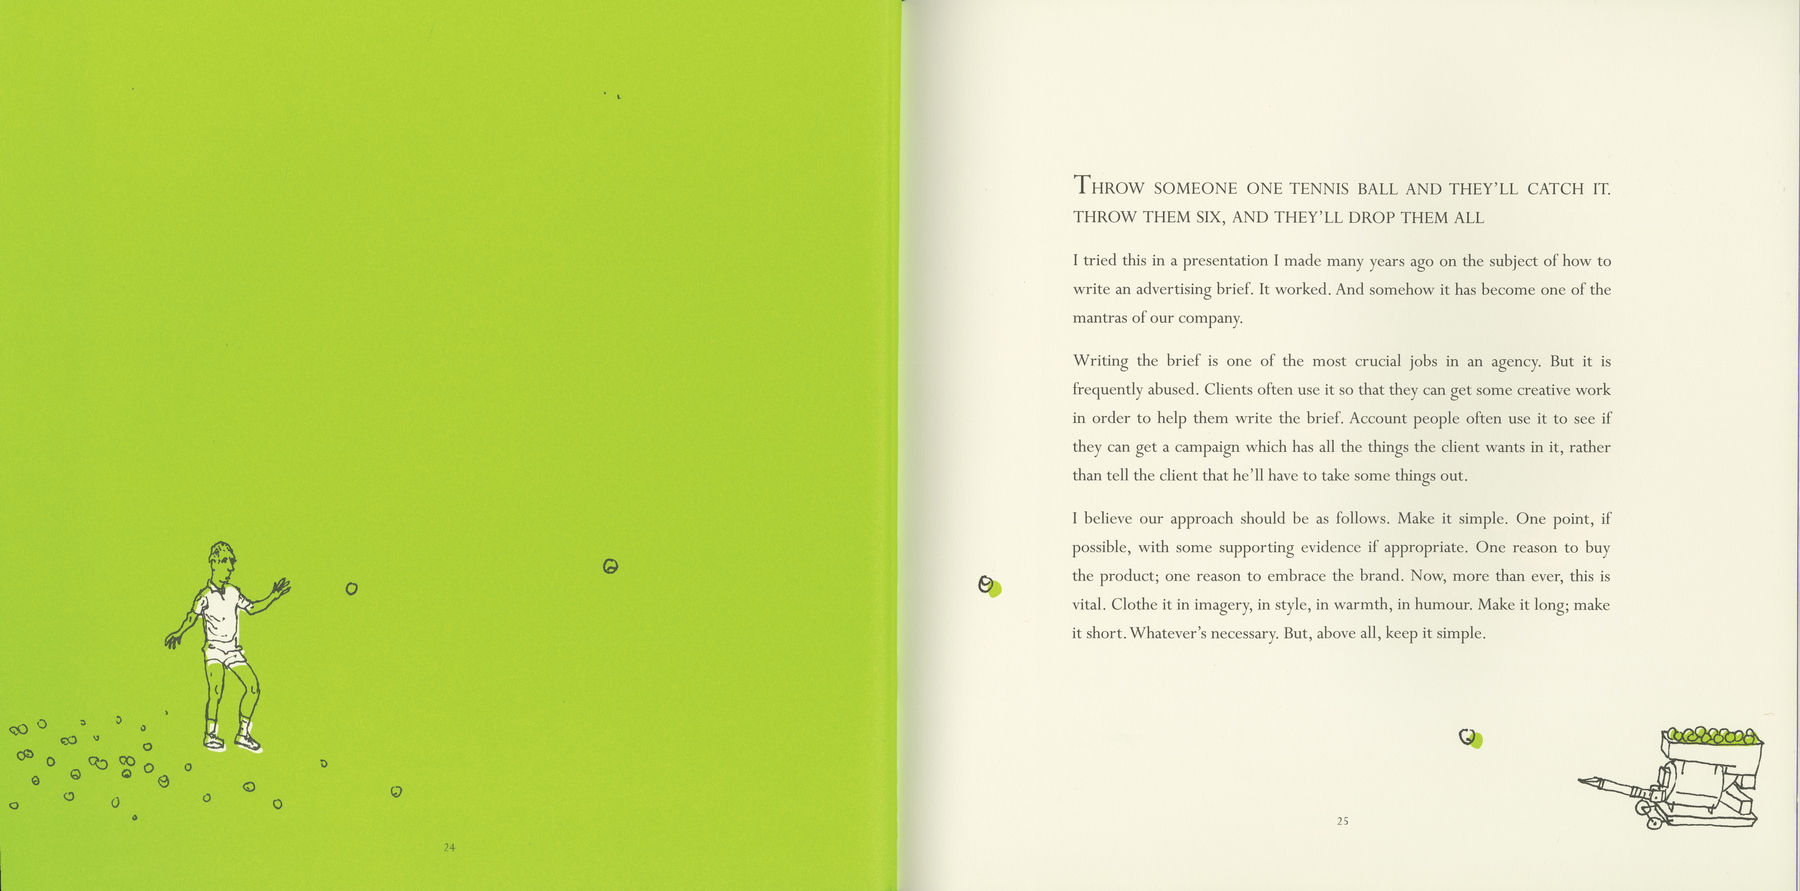 24
THROW SOMEONE ONE TENNIS BALL AND THEY'LL CATCH IT.
THROW THEM SIX, AND THEY'LL DROP THEM ALL
I tried this in a presentation I made many years ago on the subject of how to
write an advertising brief. It worked. And somehow it has become one of the
mantras of our company.
Writing the brief is one of the most crucial jobs in an agency. But it is
frequently abused. Clients often use it so that they can get some creative work
in order to help them write the brief. Account people often use it to see if
they can get a campaign which has all the things the client wants in it, rather
than tell the client that he'll have to take some things out.
I believe our approach should be as follows. Make it simple. One point, if
possible, with some supporting evidence if appropriate. One reason to buy
the product; one reason to embrace the brand. Now, more than ever, this is
vital. Clothe it in imagery, in style, in warmth, in humour. Make it long; make
it short. Whatever's necessary. But, above all, keep it simple.
25